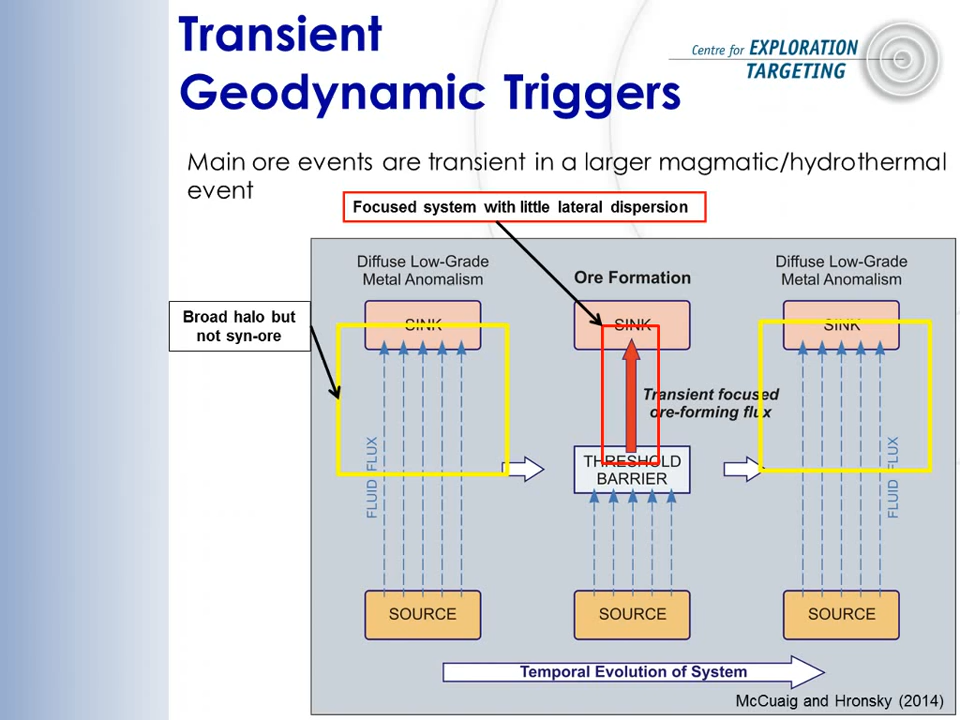 Transient
Geodynamic Triggers
Centre for EXPLORATION
TARGETING
Main ore events are transient in a larger magmatic/hydrothermal
event
Focused system with little lateral dispersion
Diffuse Low-Grade
Metal Anomalism
Ore Formation
Diffuse Low-Grade
Metal Anomalism
Broad halo but
not syn-ore
SINK
SINK
SINK
Transient focused
ore-forming flux
FLUID FLUX
THRESHOLD
BARRIER
FLUID FLUX
SOURCE
SOURCE
SOURCE
Temporal Evolution of System
McCuaig and Hronsky (2014)